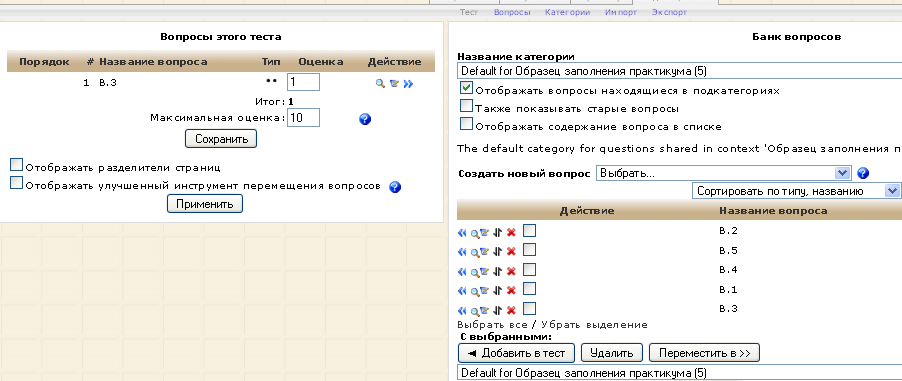 Тест Вопросы Категории Импорт Экспорт
Вопросы этого теста
Порядок # Название вопроса Тип Оценка Действие
1 В.3 ** 1
Итог: 1
Максимальная оценка: 10
Сохранить
Отображать разделители страниц
Отображать улучшенный инструмент перемещения вопросов
Применить
Банк вопросов
Название категории
Default for Образец заполнения практикума (5)
Отображать вопросы находящиеся в подкатегориях
Также показывать старые вопросы
Отображать содержание вопроса в списке
The default category for questions shared in context 'Образец заполнения п
Создать новый вопрос Выбрать...
Сортировать по типу, названию
Действие Название вопроса
В.2
В.5
В.4
В.1
В.3
Выбрать все / Убрать выделение
С выбранными:
◄ Добавить в тест Удалить Переместить в >>
Default for Образец заполнения практикума (5)